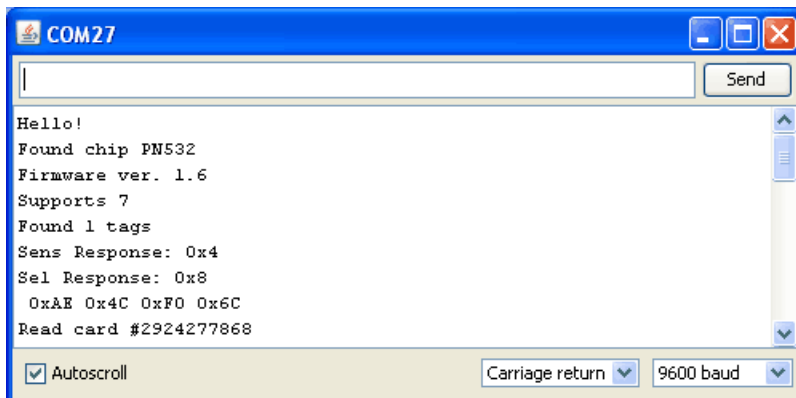 COM27
Send
Hello!
Found chip PN532
Firmware ver. 1.6
Supports 7
Found 1 tags
Sens Response: 0x4
Sel Response: 0x8
0xAE 0x4C 0xF0 0x6C
Read card #2924277868
Autoscroll
Carriage return
9600 baud